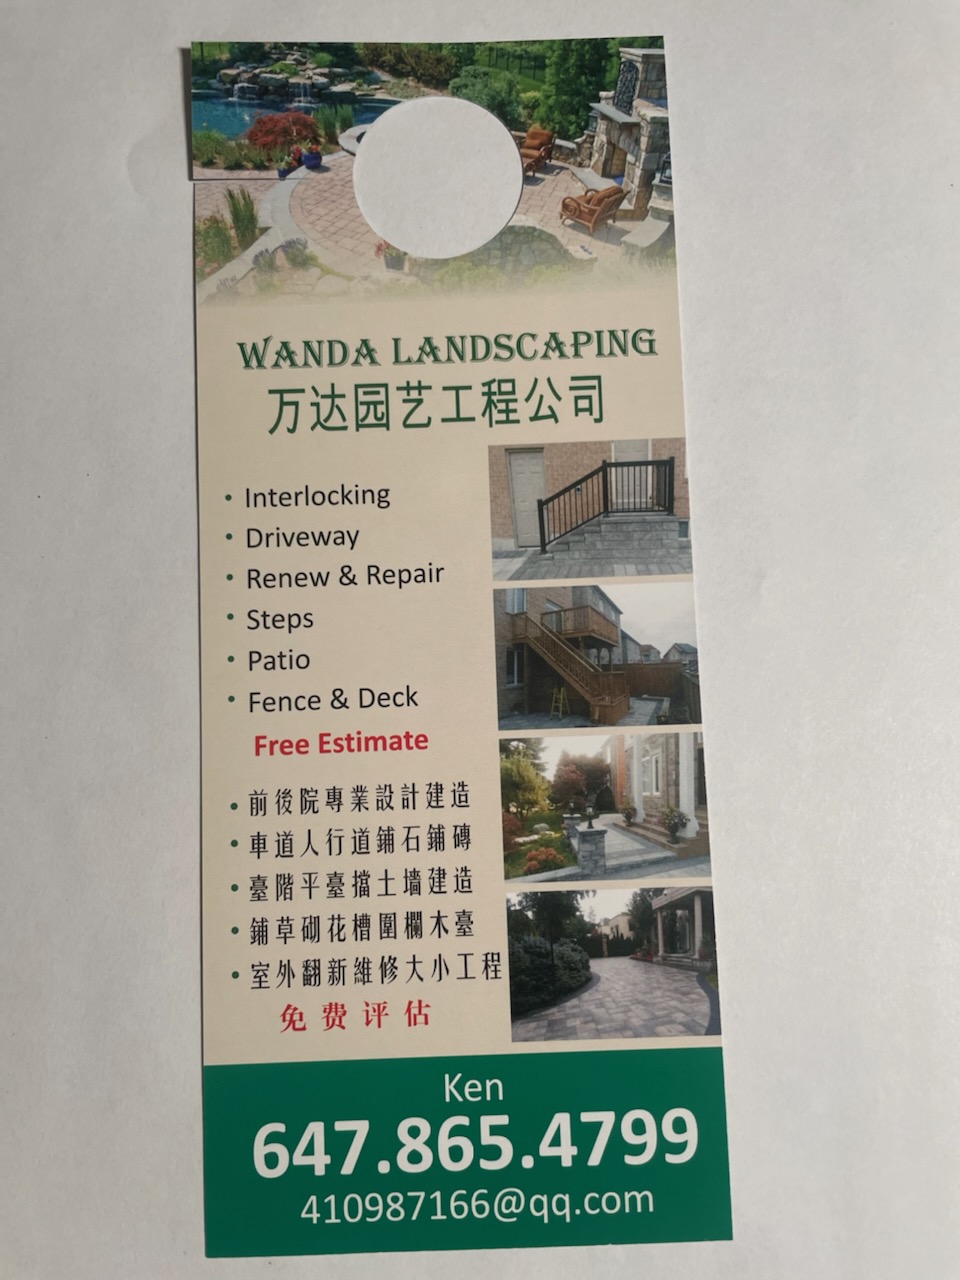 WANDA LANDSCAPING
万达园艺工程公司
• Interlocking
• Driveway
• Renew & Repair
• Steps
• Patio
• Fence & Deck
Free Estimate
• 前後院專業設計建造
• 車道人行道鋪石鋪磚
• 臺階平臺擋土墙建造
• 鋪草砌花槽圍欄木臺
• 室外翻新維修大小工程
免费评估
Ken
647.865.4799
410987166@qq.com